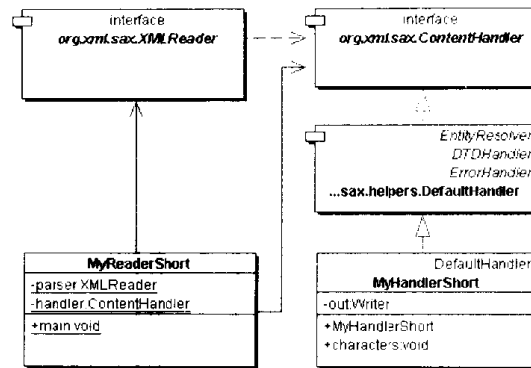 interface
org.xml.sax.XMLReader
interface
org.xml.sax.ContentHandler
EntityResolver
DTDHandler
ErrorHandler
...sax.helpers.DefaultHandler
MyReaderShort
-parser:XMLReader
-handler:ContentHandler
+main:void
DefaultHandler
MyHandlerShort
-out:Writer
+MyHandlerShort
+characters:void